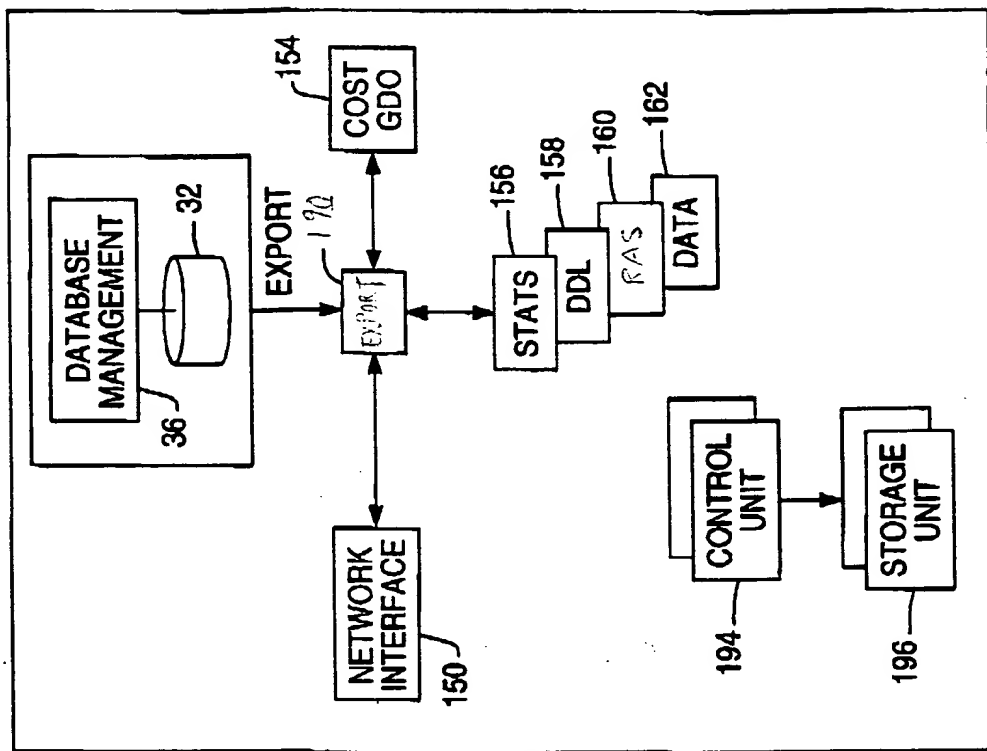 DATABASE
MANAGEMENT
36
32
EXPORT
190
EXPORT
COST
GDO
154
NETWORK
INTERFACE
150
STATS
156
DDL
158
RAS
160
DATA
162
CONTROL
UNIT
194
STORAGE
UNIT
196